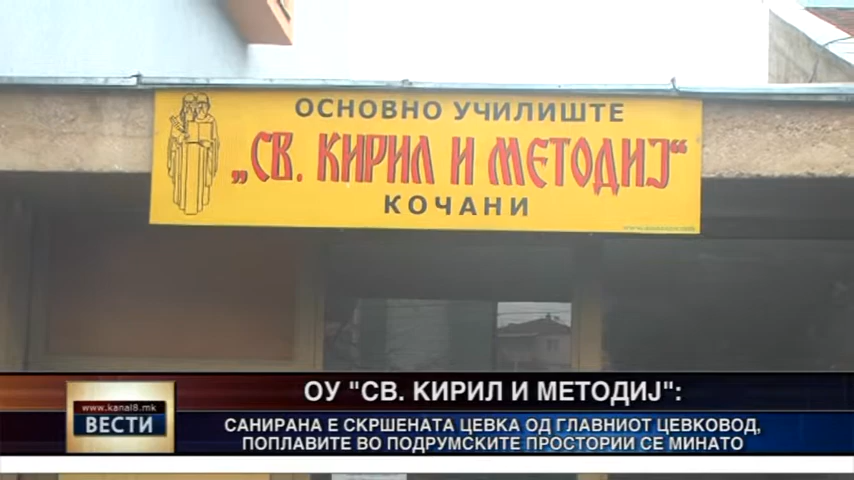 ОСНОВНО УЧИЛИШТЕ
„СВ. КИРИЛ И МЕТОДИЈ“
КОЧАНИ
ОУ "СВ. КИРИЛ И МЕТОДИЈ":
www.kanal8.mk
ВЕСТИ
САНИРАНА Е СКРШЕНАТА ЦЕВКА ОД ГЛАВНИОТ ЦЕВКОВОД,
ПОПЛАВИТЕ ВО ПОДРУМСКИТЕ ПРОСТОРИИ СЕ МИНАТО